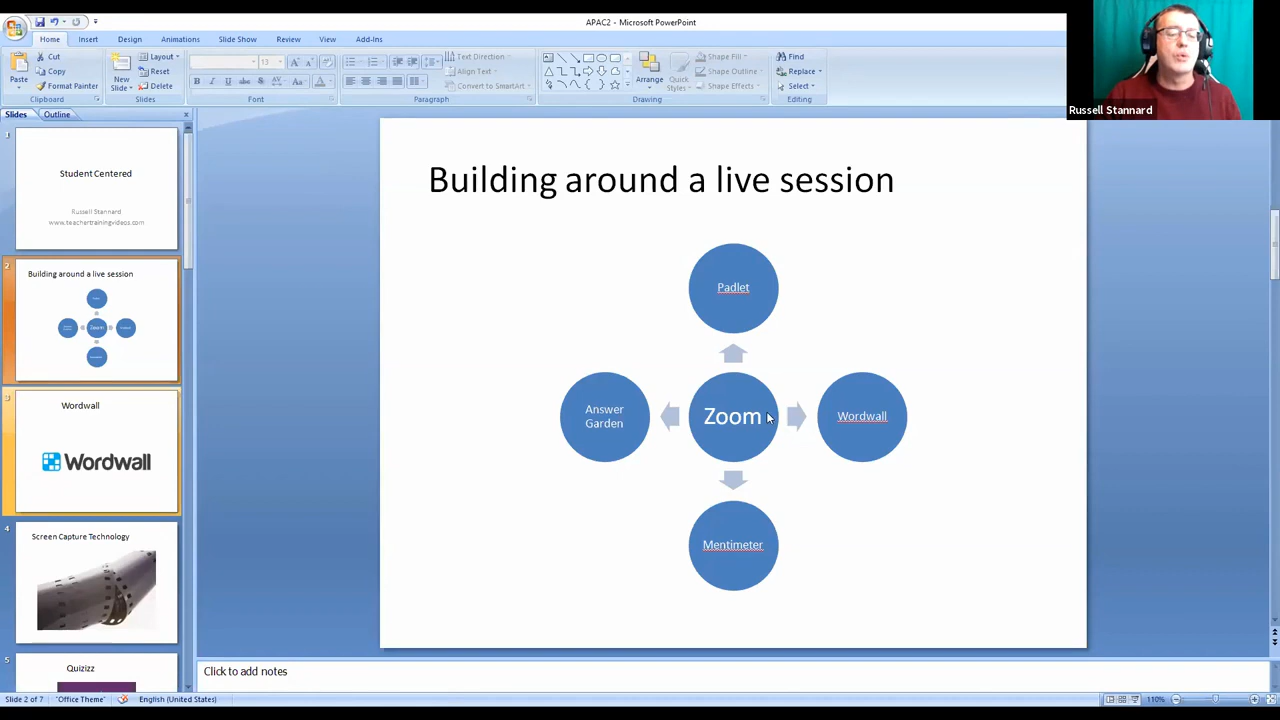 APAC2 - Microsoft PowerPoint
Home Insert Design Animations Slide Show Review View Add-Ins
Paste
Cut
Copy
Format Painter
Clipboard
New
Slide
Layout
Reset
Delete
Slides
13
Font
Paragraph
Text Direction
Align Text
Convert to SmartArt
Arrange
Quick
Styles
Shape Fill
Shape Outline
Shape Effects
Drawing
Find
Replace
Select
Editing
Russell Stannard
Slides Outline
1
Student Centered
Russell Stannard
www.teachertrainingvideos.com
2
Building around a live session
Zoom
3
Wordwall
Wordwall
4
Screen Capture Technology
5
Quizizz
Building around a live session
Padlet
Answer
Garden
Zoom
Wordwall
Mentimeter
Click to add notes
Slide 2 of 7 "Office Theme" English (United States) 110%